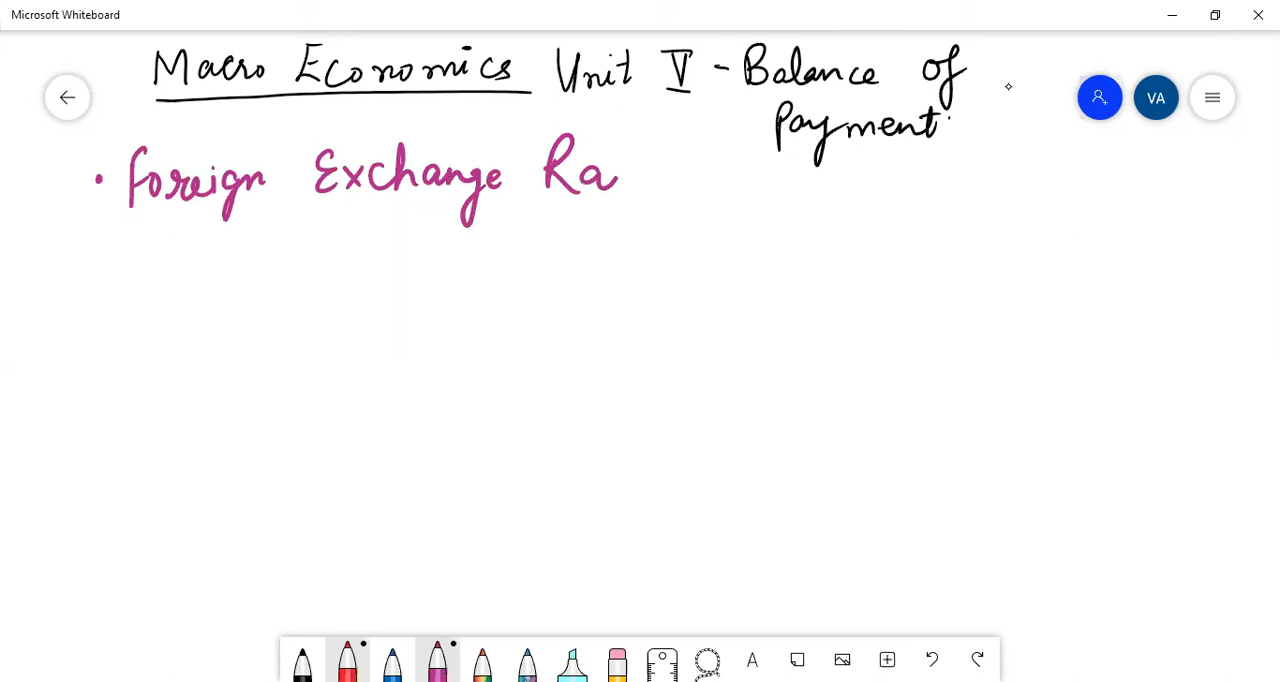 Microsoft Whiteboard
Macro Economics Unit V - Balance of
Payment
VA
• Foreign Exchange Ra
A